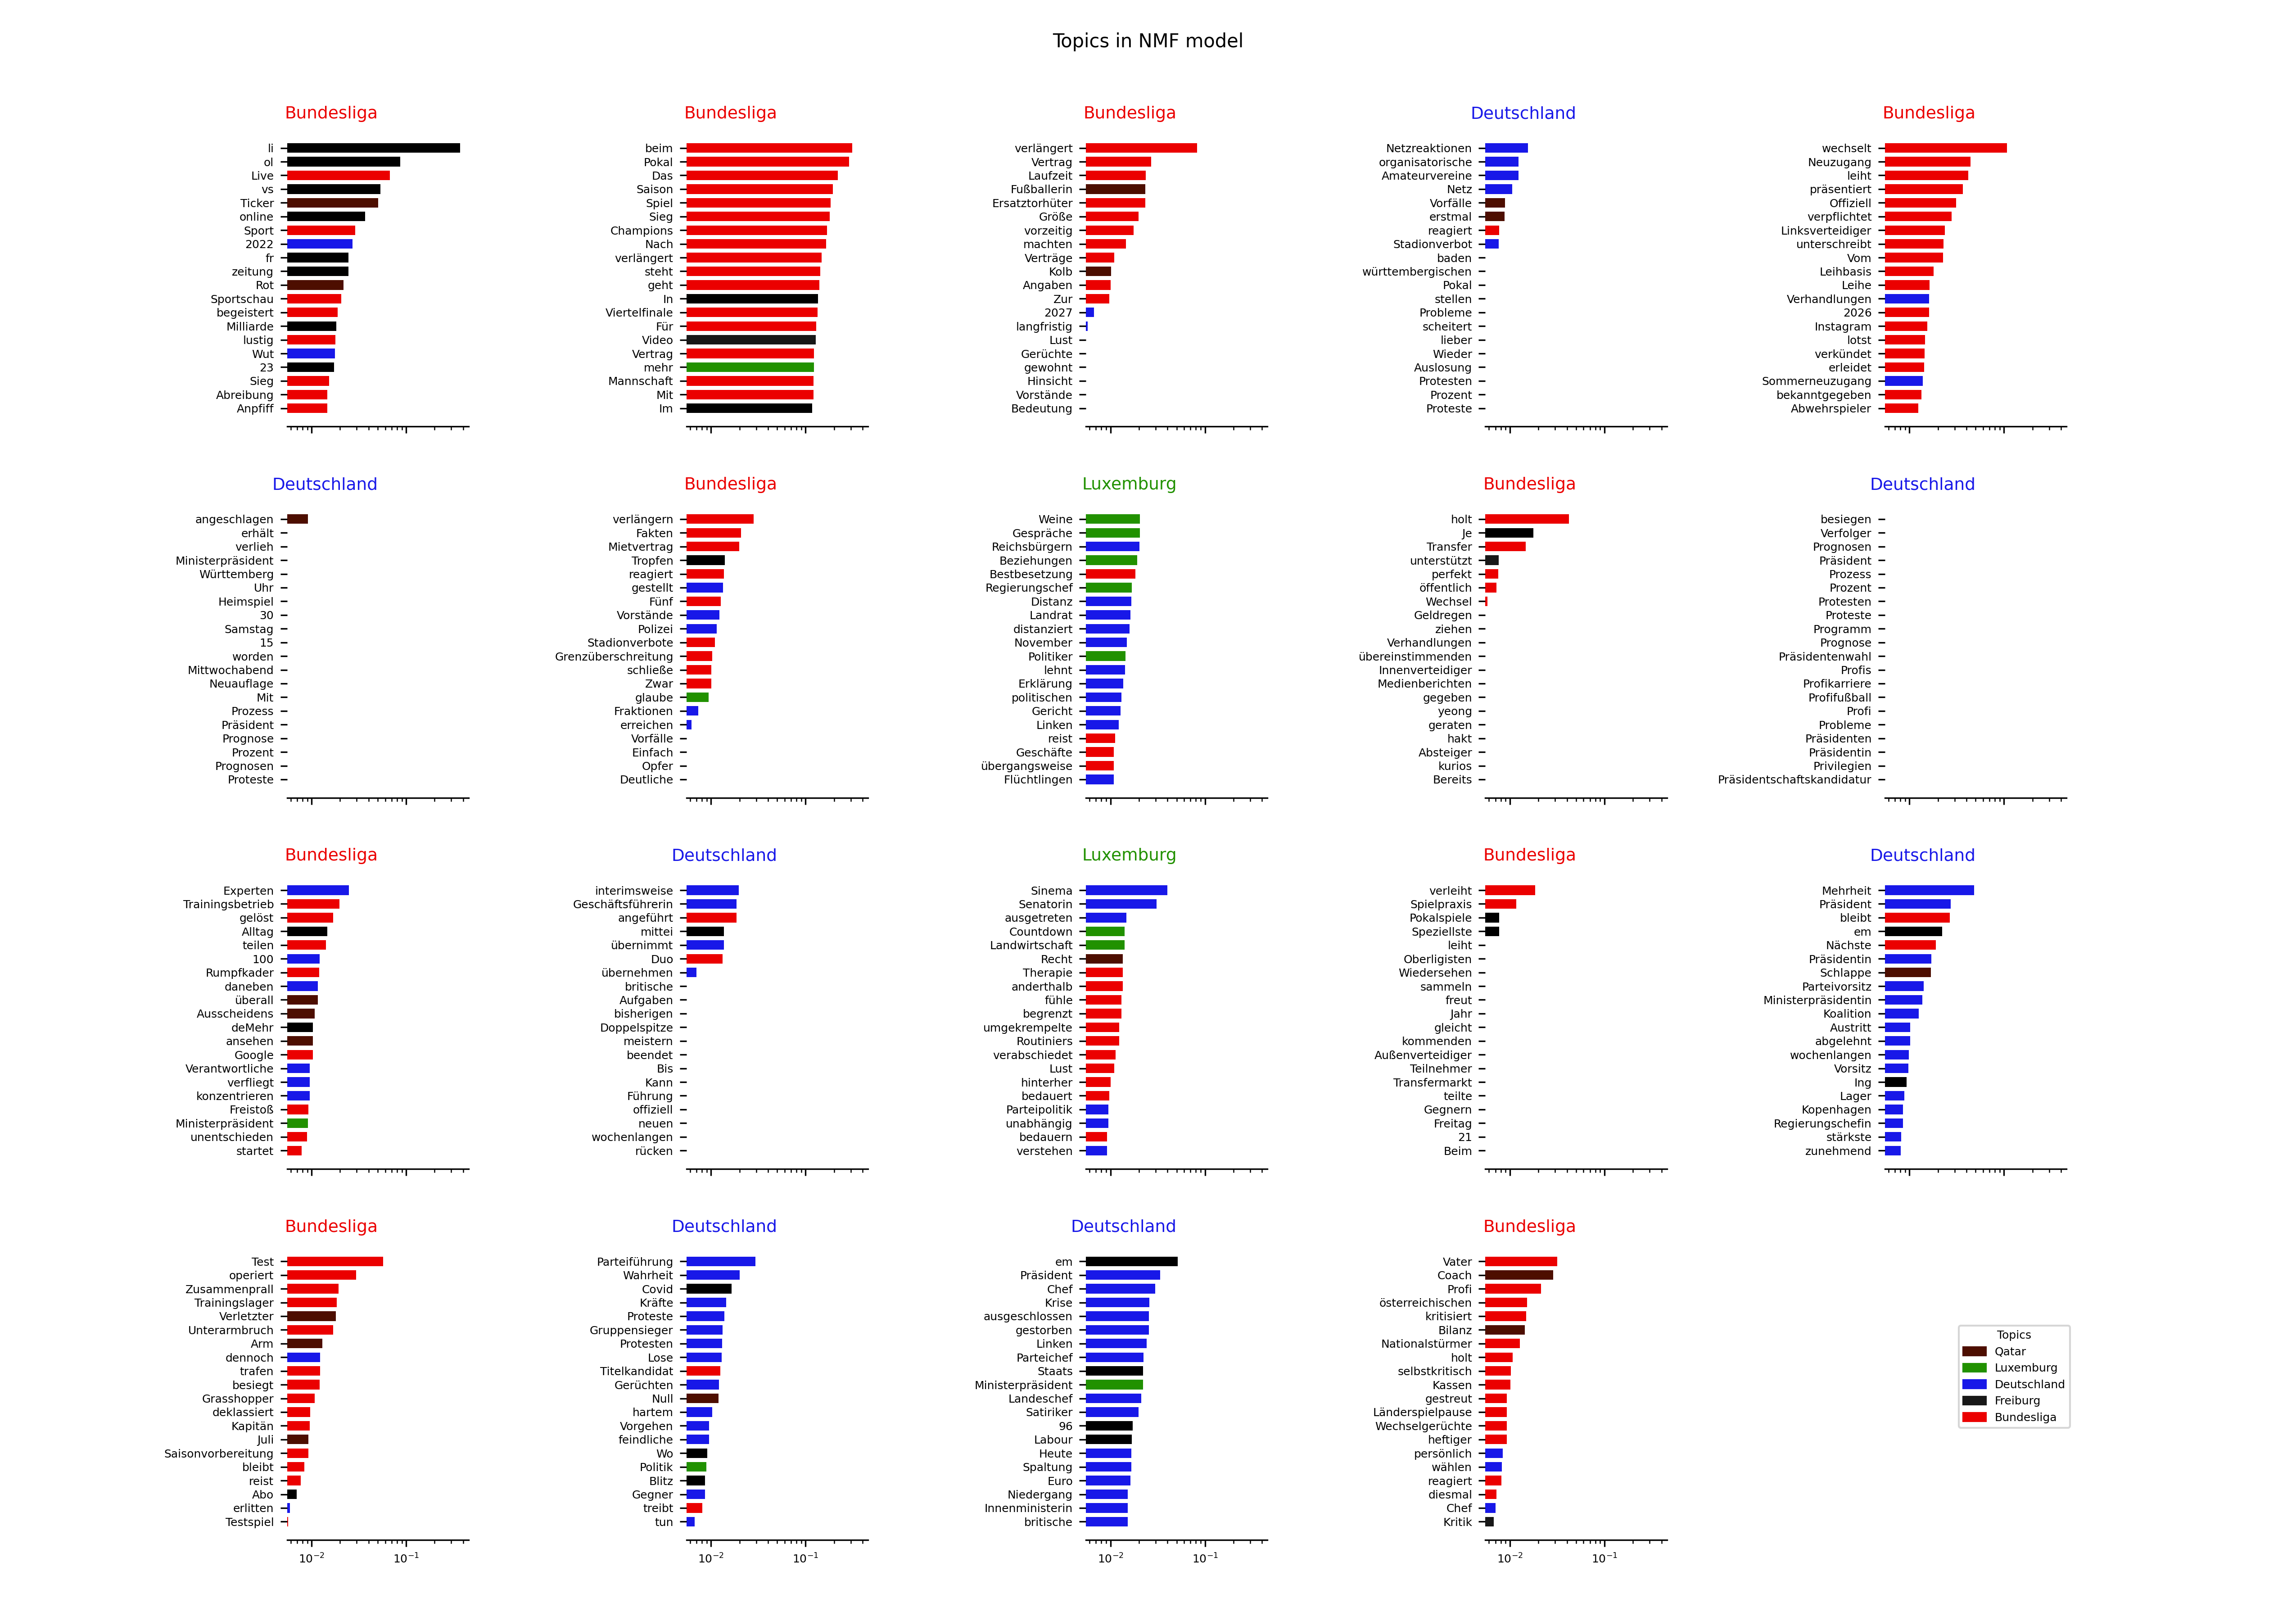 Topics in NMF model
Bundesliga
li
ol
Live
vs
Ticker
online
Sport
2022
fr
zeitung
Rot
Sportschau
begeistert
Milliarde
lustig
Wut
23
Sieg
Abreibung
Anpfiff
Bundesliga
beim
Pokal
Das
Saison
Spiel
Sieg
Champions
Nach
verlängert
steht
geht
In
Viertelfinale
Für
Video
Vertrag
mehr
Mannschaft
Mit
Im
Bundesliga
verlängert
Vertrag
Laufzeit
Fußballerin
Ersatztorhüter
Größe
vorzeitig
machten
Verträge
Kolb
Angaben
Zur
2027
langfristig
Lust
Gerüchte
gewohnt
Hinsicht
Vorstände
Bedeutung
Deutschland
Netzreaktionen
organisatorische
Amateurvereine
Netz
Vorfälle
erstmal
reagiert
Stadionverbot
baden
württembergischen
Pokal
stellen
Probleme
scheitert
lieber
Wieder
Auslosung
Protesten
Prozent
Proteste
Bundesliga
wechselt
Neuzugang
leiht
präsentiert
Offiziell
verpflichtet
Linksverteidiger
unterschreibt
Vom
Leihbasis
Leihe
Verhandlungen
2026
Instagram
lotst
verkündet
erleidet
Sommerneuzugang
bekanntgegeben
Abwehrspieler
Deutschland
angeschlagen
erhält
verlieh
Ministerpräsident
Württemberg
Uhr
Heimspiel
30
Samstag
15
worden
Mittwochabend
Neuauflage
Mit
Prozess
Präsident
Prognose
Prozent
Prognosen
Proteste
Bundesliga
verlängern
Fakten
Mietvertrag
Tropfen
reagiert
gestellt
Fünf
Vorstände
Polizei
Stadionverbote
Grenzüberschreitung
schließe
Zwar
glaube
Fraktionen
erreichen
Vorfälle
Einfach
Opfer
Deutliche
Luxemburg
Weine
Gespräche
Reichsbürgern
Beziehungen
Bestbesetzung
Regierungschef
Distanz
Landrat
distanziert
November
Politiker
lehnt
Erklärung
politischen
Gericht
Linken
reist
Geschäfte
übergangsweise
Flüchtlingen
Bundesliga
holt
Je
Transfer
unterstützt
perfekt
öffentlich
Wechsel
Geldregen
ziehen
Verhandlungen
übereinstimmenden
Innenverteidiger
Medienberichten
gegeben
yeong
geraten
hakt
Absteiger
kurios
Bereits
Deutschland
besiegen
Verfolger
Prognosen
Präsident
Prozess
Prozent
Protesten
Proteste
Programm
Prognose
Präsidentenwahl
Profis
Profikarriere
Profifußball
Profi
Probleme
Präsidenten
Präsidentin
Privilegien
Präsidentschaftskandidatur
Bundesliga
Experten
Trainingsbetrieb
gelöst
Alltag
teilen
100
Rumpfkader
daneben
überall
Ausscheidens
deMehr
ansehen
Google
Verantwortliche
verfliegt
konzentrieren
Freistoß
Ministerpräsident
unentschieden
startet
Deutschland
interimsweise
Geschäftsführerin
angeführt
mittei
übernimmt
Duo
übernehmen
britische
Aufgaben
bisherigen
Doppelspitze
meistern
beendet
Bis
Kann
Führung
offiziell
neuen
wochenlangen
rücken
Luxemburg
Sinema
Senatorin
ausgetreten
Countdown
Landwirtschaft
Recht
Therapie
anderthalb
fühle
begrenzt
umgekrempelte
Routiniers
verabschiedet
Lust
hinterher
bedauert
Parteipolitik
unabhängig
bedauern
verstehen
Bundesliga
verleiht
Spielpraxis
Pokalspiele
Speziellste
leiht
Oberligisten
Wiedersehen
sammeln
freut
Jahr
gleicht
kommenden
Außenverteidiger
Teilnehmer
Transfermarkt
teilte
Gegnern
Freitag
21
Beim
Deutschland
Mehrheit
Präsident
bleibt
em
Nächste
Präsidentin
Schlappe
Parteivorsitz
Ministerpräsidentin
Koalition
Austritt
abgelehnt
wochenlangen
Vorsitz
Ing
Lager
Kopenhagen
Regierungschefin
stärkste
zunehmend
Bundesliga
Test
operiert
Zusammenprall
Trainingslager
Verletzter
Unterarmbruch
Arm
dennoch
trafen
besiegt
Grasshopper
deklassiert
Kapitän
Juli
Saisonvorbereitung
bleibt
reist
Abo
erlitten
Testspiel
10⁻² 10⁻¹
Deutschland
Parteiführung
Wahrheit
Covid
Kräfte
Proteste
Gruppensieger
Protesten
Lose
Titelkandidat
Gerüchten
Null
hartem
Vorgehen
feindliche
Wo
Politik
Blitz
Gegner
treibt
tun
10⁻² 10⁻¹
Deutschland
em
Präsident
Chef
Krise
ausgeschlossen
gestorben
Linken
Parteichef
Staats
Ministerpräsident
Landeschef
Satiriker
96
Labour
Heute
Spaltung
Euro
Niedergang
Innenministerin
britische
10⁻² 10⁻¹
Bundesliga
Vater
Coach
Profi
österreichischen
kritisiert
Bilanz
Nationalstürmer
holt
selbstkritisch
Kassen
gestreut
Länderspielpause
Wechselgerüchte
heftiger
persönlich
wählen
reagiert
diesmal
Chef
Kritik
10⁻² 10⁻¹
Topics
Qatar
Luxemburg
Deutschland
Freiburg
Bundesliga